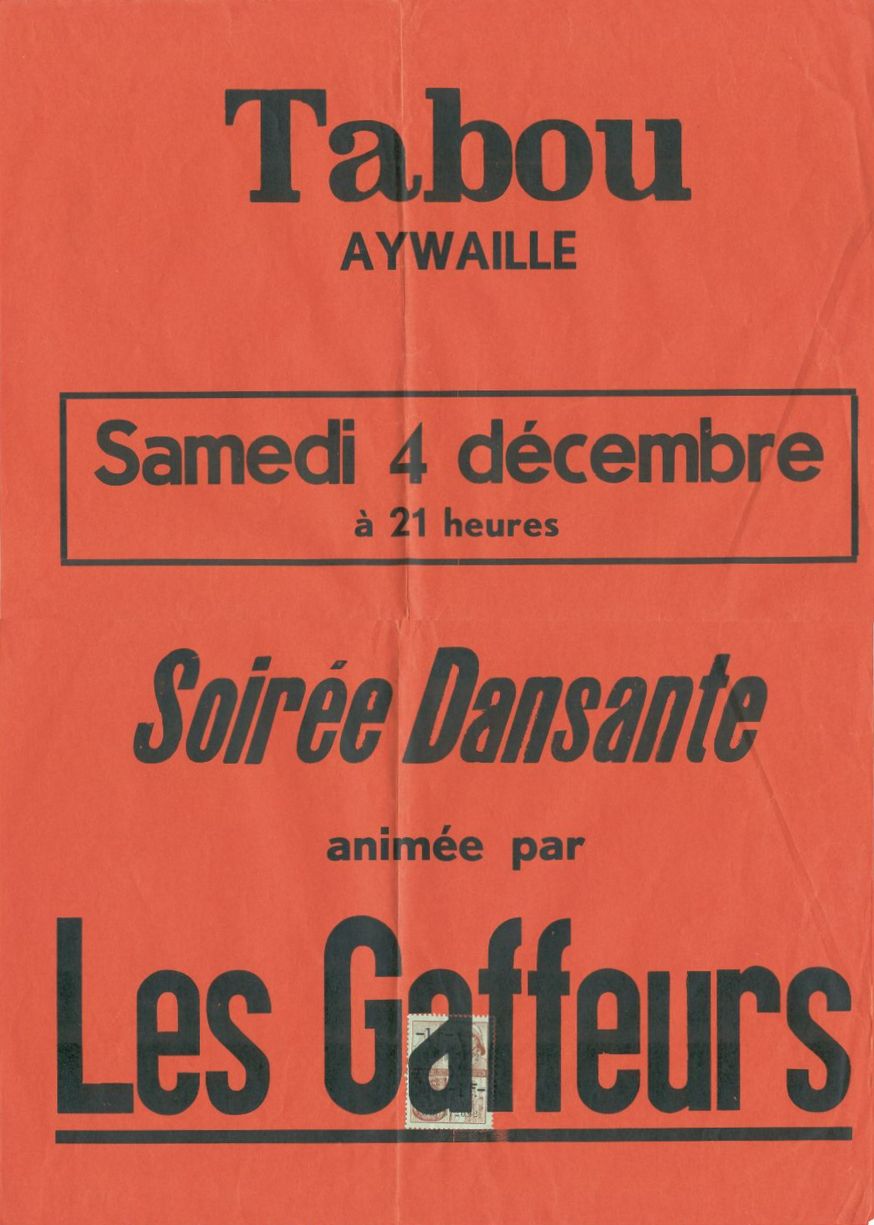 Tabou
AYWAILLE
Samedi 4 décembre
à 21 heures
Soirée Dansante
animée par
Les Gaffeurs